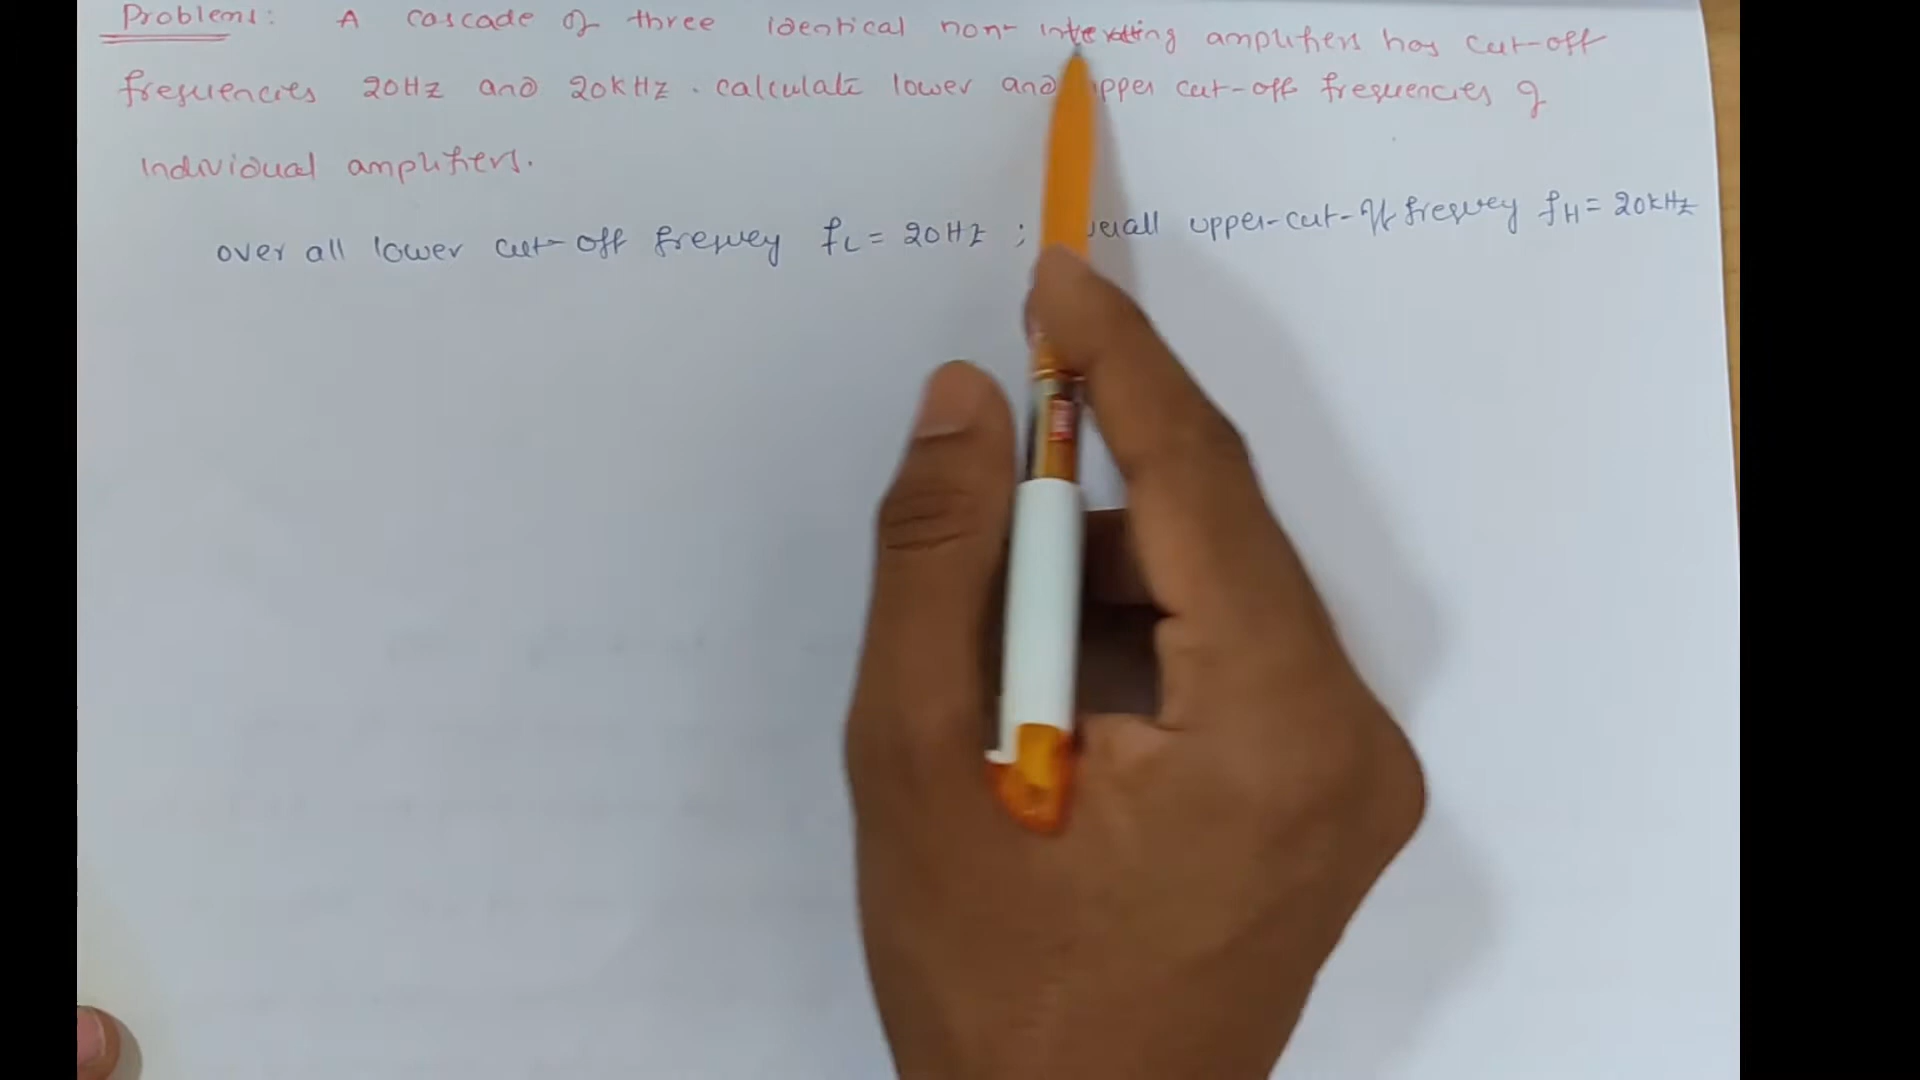 Problems: A cascade of three identical non-interacting amplifiers has cut-off
frequencies 20Hz and 20kHz. calculate lower and upper cut-off frequencies of
individual amplifiers.
over all lower cut-off frequency fL = 20Hz ; upper-cut-off frequency fH = 20kHz